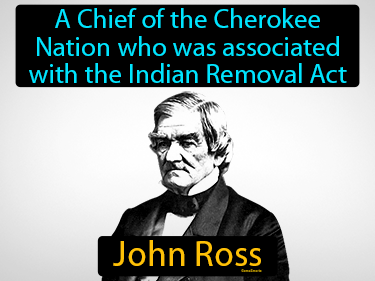 A Chief of the Cherokee
Nation who was associated
with the Indian Removal Act
John Ross